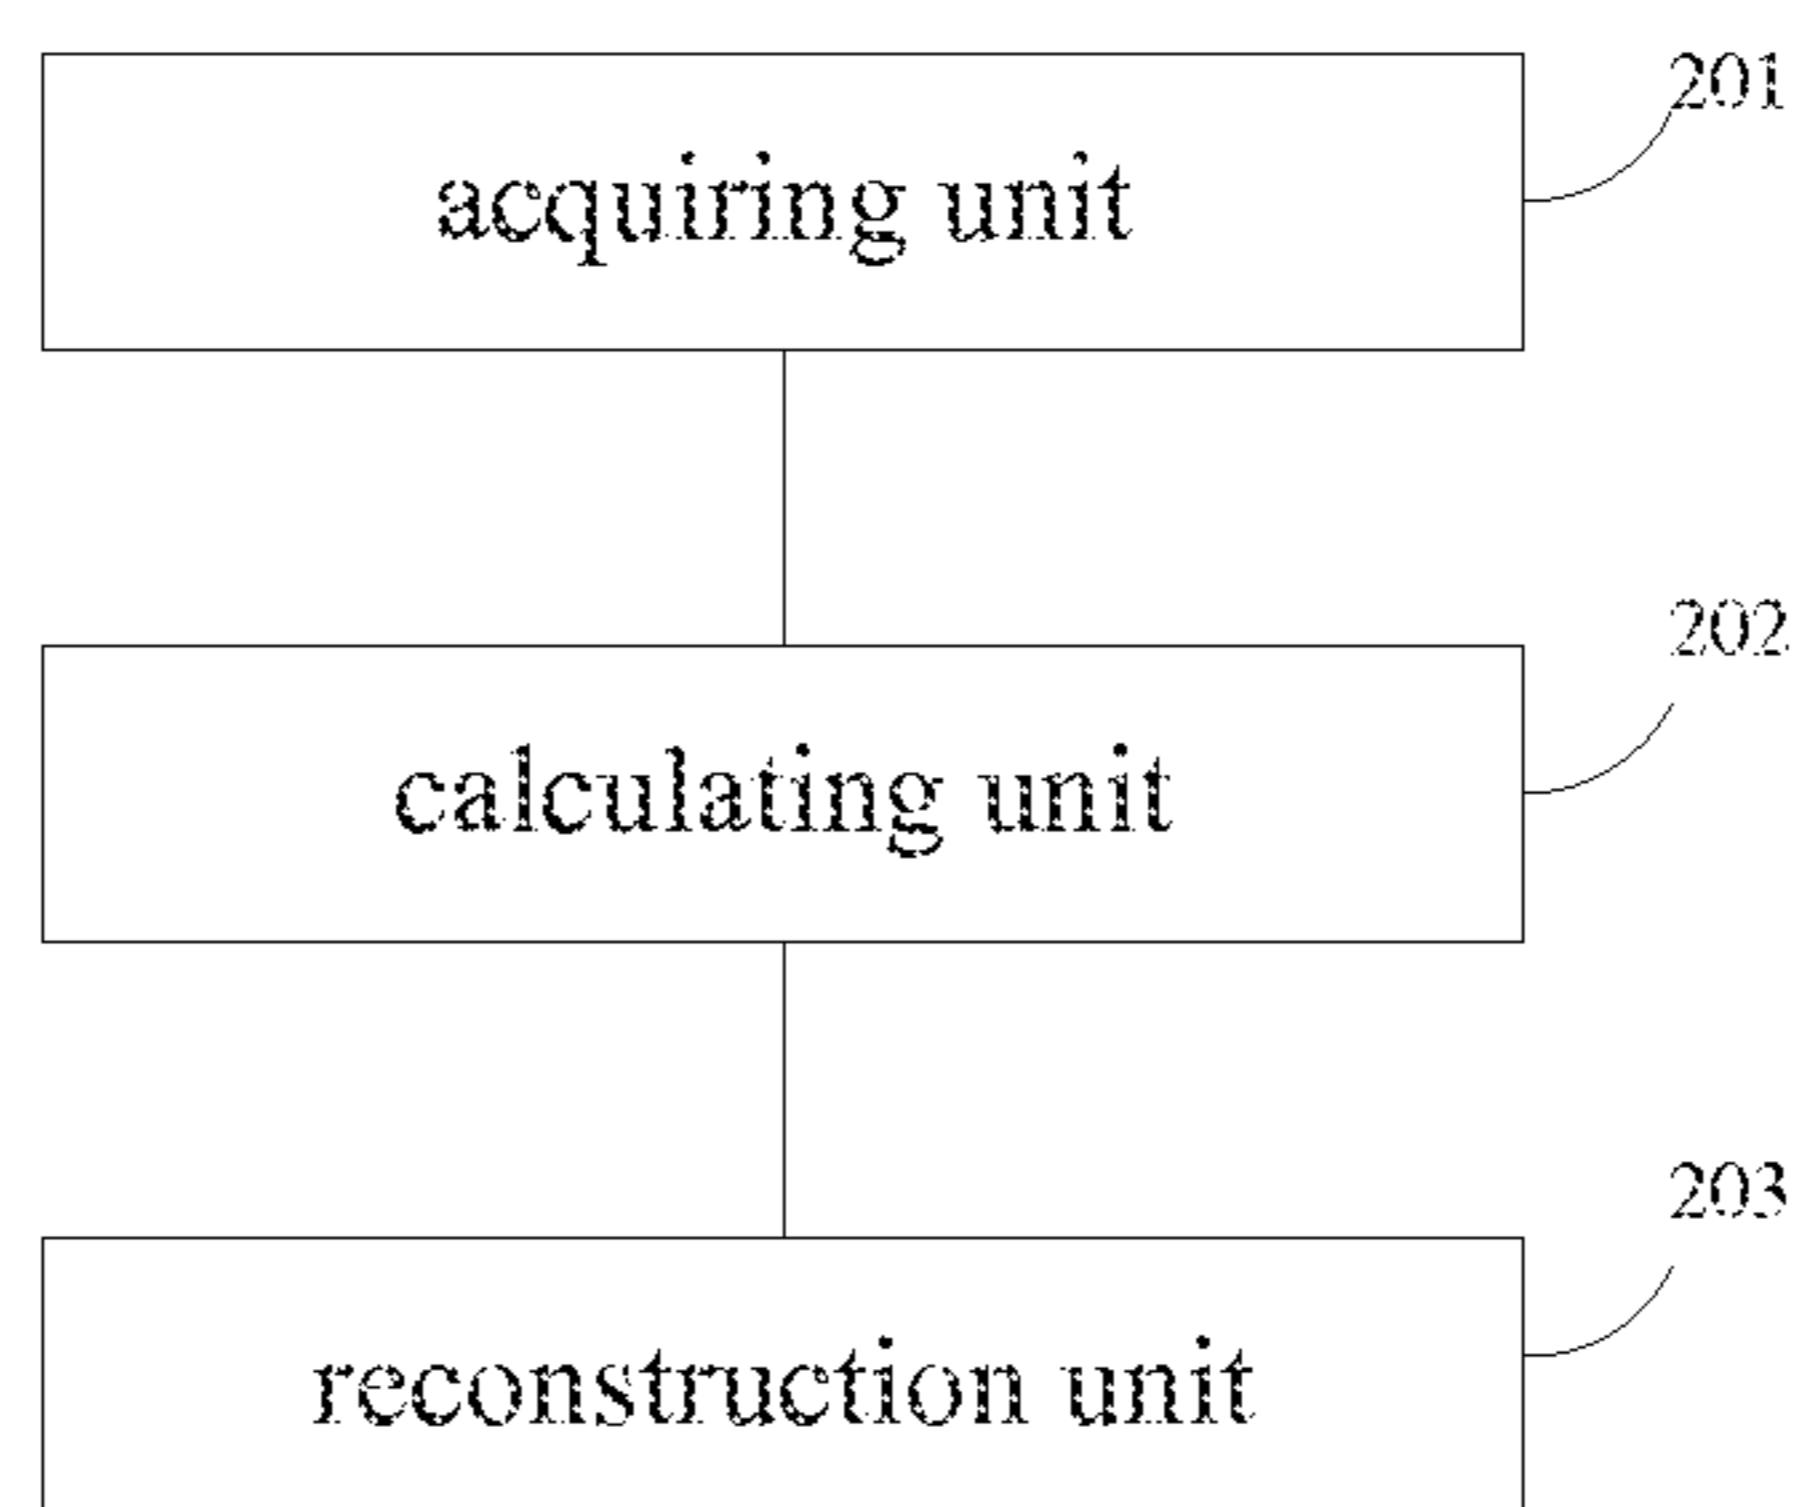 201
acquiring unit
202
calculating unit
203
reconstruction unit